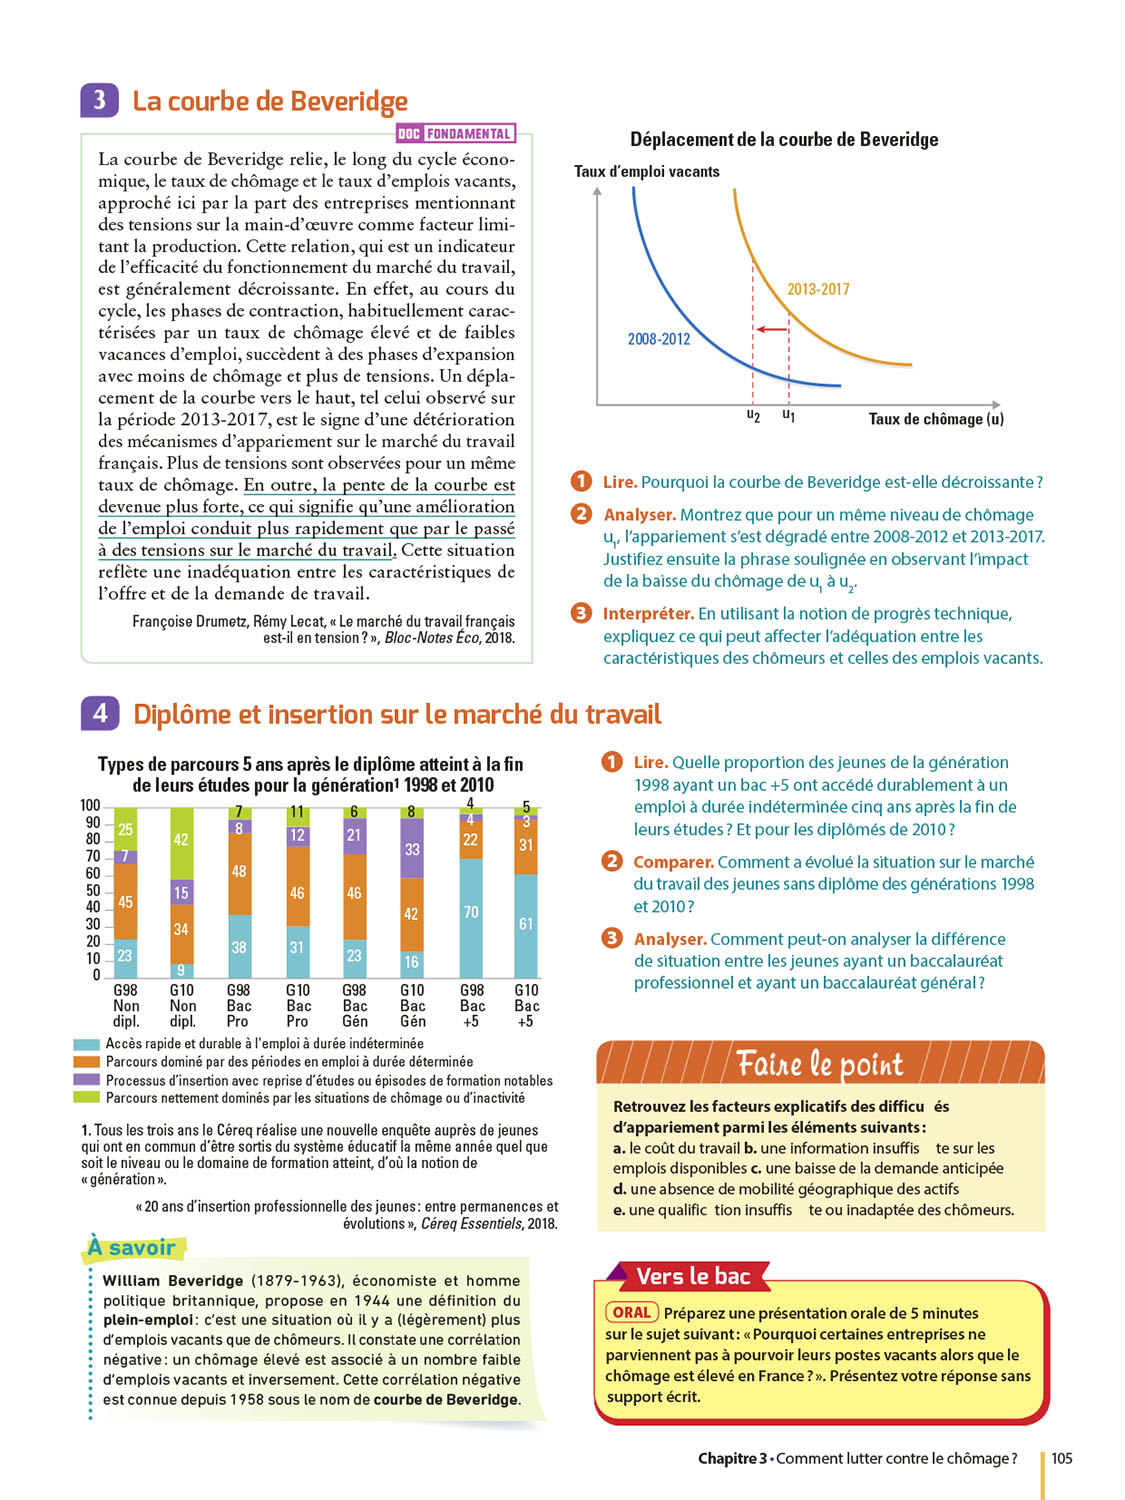 3 La courbe de Beveridge
DOC FONDAMENTAL
La courbe de Beveridge relie, le long du cycle écono-
mique, le taux de chômage et le taux d'emplois vacants,
approché ici par la part des entreprises mentionnant
des tensions sur la main-d'œuvre comme facteur limi-
tant la production. Cette relation, qui est un indicateur
de l'efficacité du fonctionnement du marché du travail,
est généralement décroissante. En effet, au cours du
cycle, les phases de contraction, habituellement carac-
térisées par un taux de chômage élevé et de faibles
vacances d'emploi, succèdent à des phases d'expansion
avec moins de chômage et plus de tensions. Un dépla-
cement de la courbe vers le haut, tel celui observé sur
la période 2013-2017, est le signe d'une détérioration
des mécanismes d'appariement sur le marché du travail
français. Plus de tensions sont observées pour un même
taux de chômage. En outre, la pente de la courbe est
devenue plus forte, ce qui signifie qu'une amélioration
de l'emploi conduit plus rapidement que par le passé
à des tensions sur le marché du travail. Cette situation
reflète une inadéquation entre les caractéristiques de
l'offre et de la demande de travail.
Françoise Drumetz, Rémy Lecat, « Le marché du travail français
est-il en tension ? », Bloc-Notes Éco, 2018.
Déplacement de la courbe de Beveridge
Taux d'emploi vacants
2013-2017
2008-2012
u2 u1
Taux de chômage (u)
1 Lire. Pourquoi la courbe de Beveridge est-elle décroissante ?
2 Analyser. Montrez que pour un même niveau de chômage
u1, l'appariement s'est dégradé entre 2008-2012 et 2013-2017.
Justifiez ensuite la phrase soulignée en observant l'impact
de la baisse du chômage de u1 à u2.
3 Interpréter. En utilisant la notion de progrès technique,
expliquez ce qui peut affecter l'adéquation entre les
caractéristiques des chômeurs et celles des emplois vacants.
4 Diplôme et insertion sur le marché du travail
Types de parcours 5 ans après le diplôme atteint à la fin
de leurs études pour la génération1 1998 et 2010
100
90
80
70
60
50
40
30
20
10
0
25 42 7 11 6 8 4 5
7 15 8 12 21 33 4 3
45 34 48 46 46 42 22 31
23 9 38 31 23 16 70 61
G98 G10 G98 G10 G98 G10 G98 G10
Non Non Bac Bac Bac Bac Bac Bac
dipl. dipl. Pro Pro Gén Gén +5 +5
Accès rapide et durable à l'emploi à durée indéterminée
Parcours dominé par des périodes en emploi à durée déterminée
Processus d'insertion avec reprise d'études ou épisodes de formation notables
Parcours nettement dominés par les situations de chômage ou d'inactivité
1. Tous les trois ans le Céreq réalise une nouvelle enquête auprès de jeunes
qui ont en commun d'être sortis du système éducatif la même année quel que
soit le niveau ou le domaine de formation atteint, d'où la notion de
« génération ».
« 20 ans d'insertion professionnelle des jeunes : entre permanences et
évolutions », Céreq Essentiels, 2018.
1 Lire. Quelle proportion des jeunes de la génération
1998 ayant un bac +5 ont accédé durablement à un
emploi à durée indéterminée cinq ans après la fin de
leurs études ? Et pour les diplômés de 2010 ?
2 Comparer. Comment a évolué la situation sur le marché
du travail des jeunes sans diplôme des générations 1998
et 2010 ?
3 Analyser. Comment peut-on analyser la différence
de situation entre les jeunes ayant un baccalauréat
professionnel et ayant un baccalauréat général ?
À savoir
William Beveridge (1879-1963), économiste et homme
politique britannique, propose en 1944 une définition du
plein-emploi : c'est une situation où il y a (légèrement) plus
d'emplois vacants que de chômeurs. Il constate une corrélation
négative : un chômage élevé est associé à un nombre faible
d'emplois vacants et inversement. Cette corrélation négative
est connue depuis 1958 sous le nom de courbe de Beveridge.
Faire le point
Retrouvez les facteurs explicatifs des difficu és
d'appariement parmi les éléments suivants :
a. le coût du travail b. une information insuffis te sur les
emplois disponibles c. une baisse de la demande anticipée
d. une absence de mobilité géographique des actifs
e. une qualific tion insuffis te ou inadaptée des chômeurs.
Vers le bac
ORAL Préparez une présentation orale de 5 minutes
sur le sujet suivant : « Pourquoi certaines entreprises ne
parviennent pas à pourvoir leurs postes vacants alors que le
chômage est élevé en France ? ». Présentez votre réponse sans
support écrit.
Chapitre 3 • Comment lutter contre le chômage ? 105